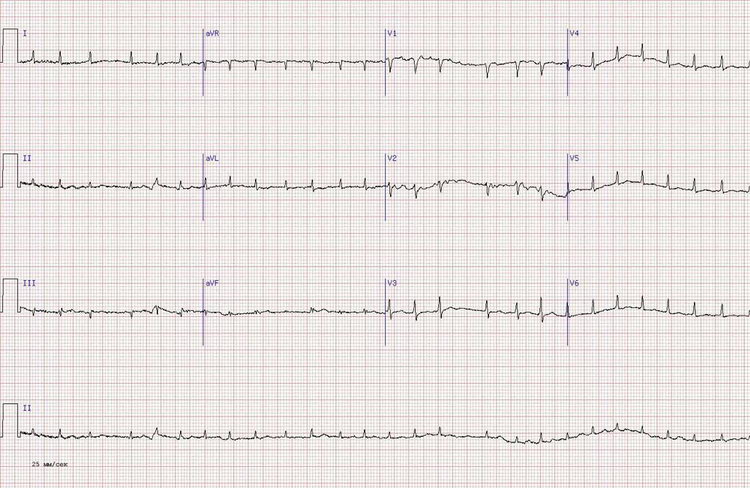 I aVR V1 V4
II aVL V2 V5
III aVF V3 V6
II
25 мм/сек